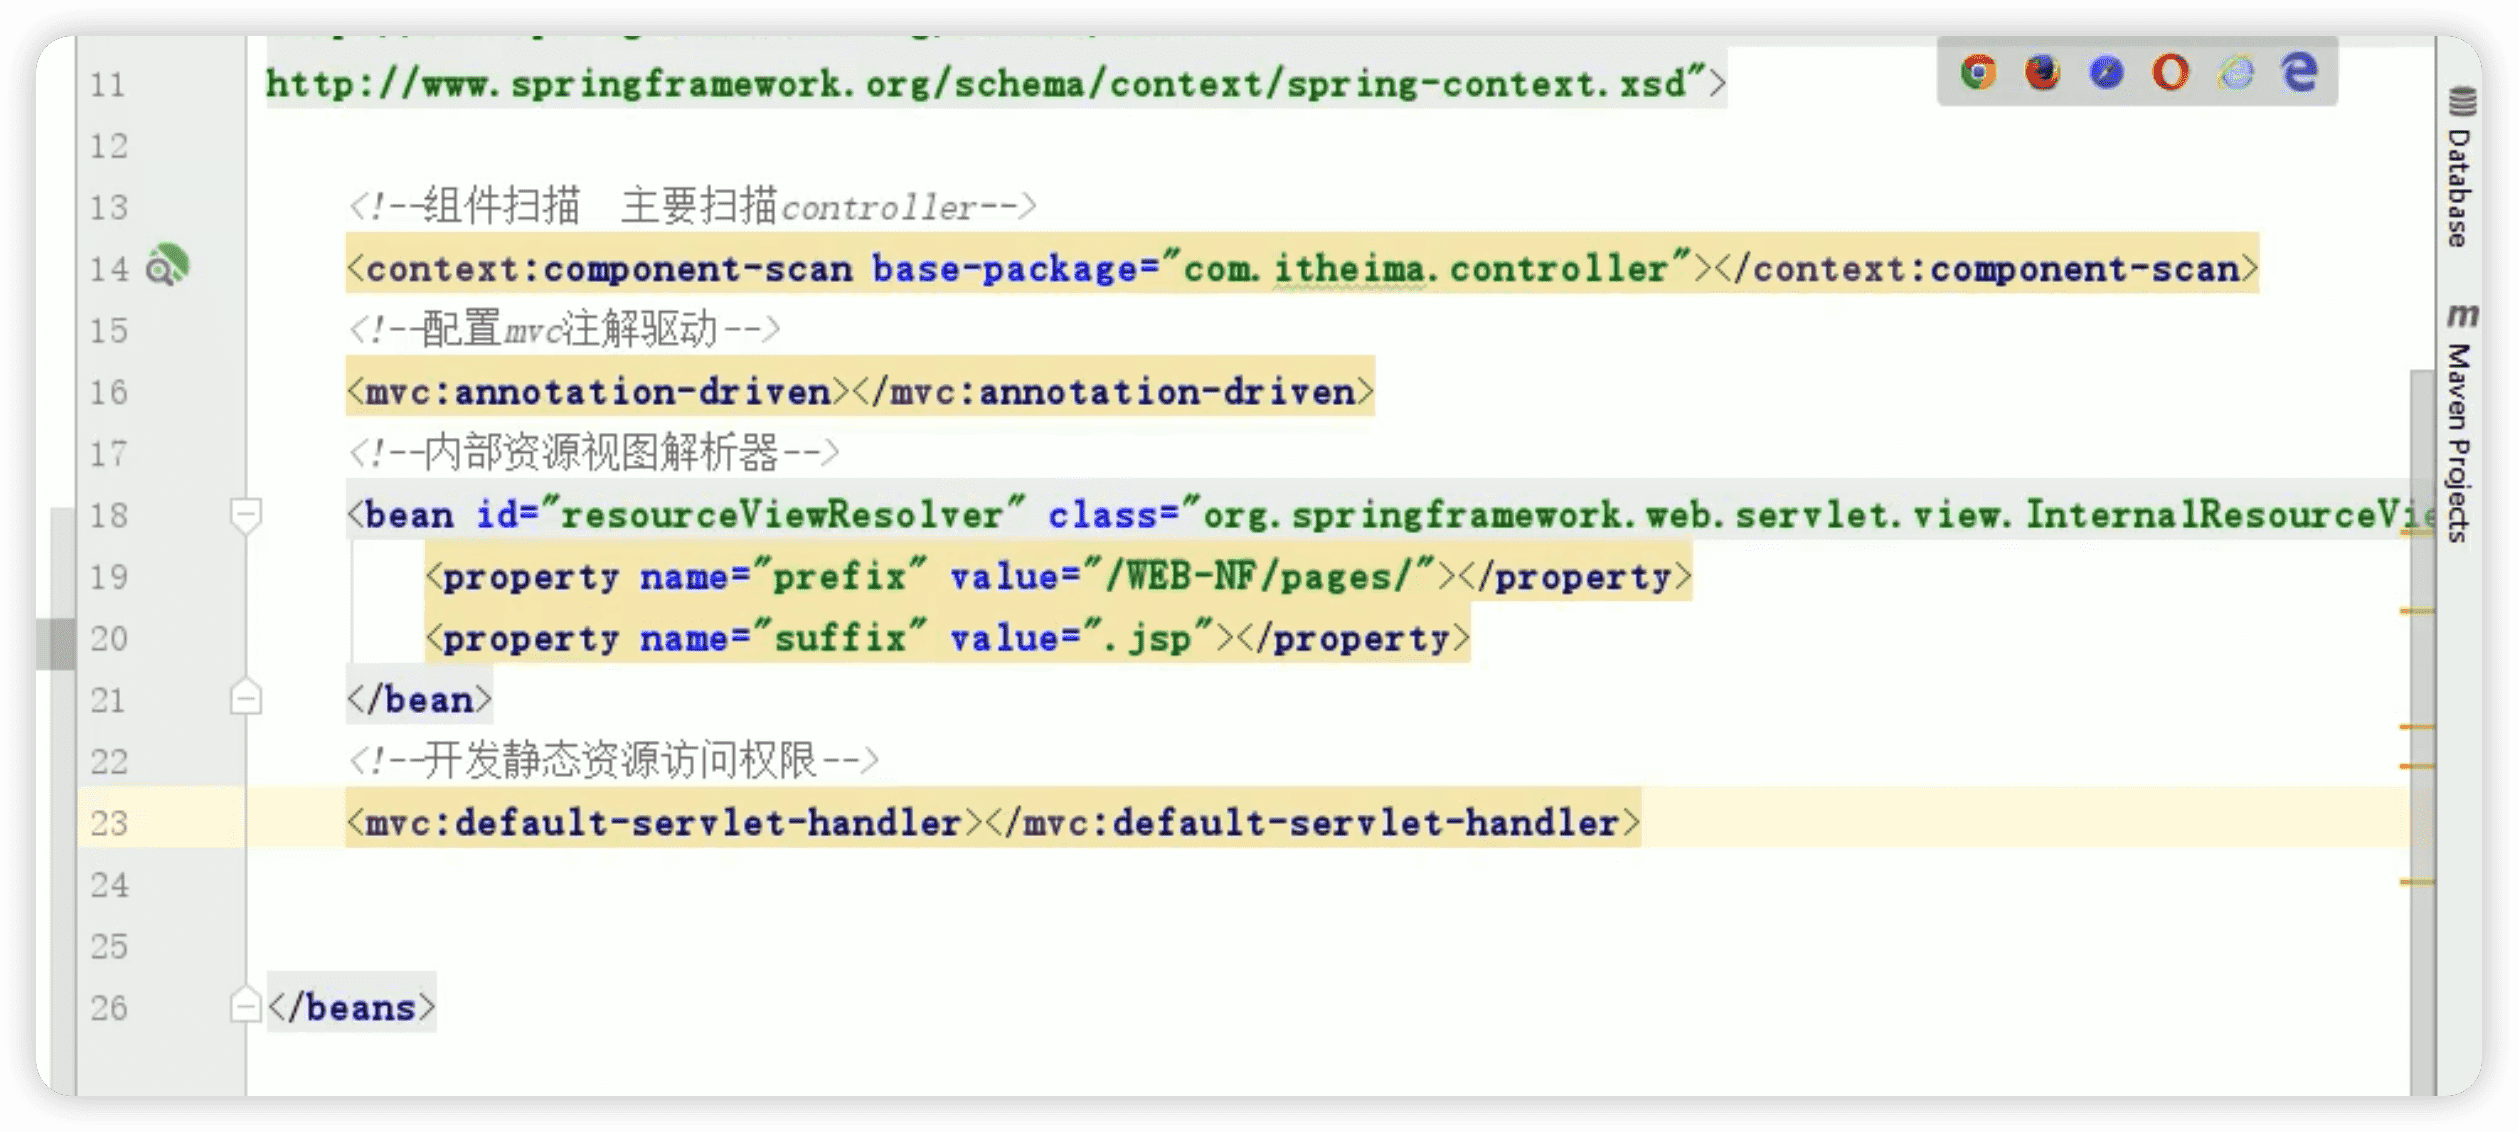 11 http://www.springframework.org/schema/context/spring-context.xsd">
12
13 <!--组件扫描  主要扫描controller-->
14 <context:component-scan base-package="com.itheima.controller"></context:component-scan>
15 <!--配置mvc注解驱动-->
16 <mvc:annotation-driven></mvc:annotation-driven>
17 <!--内部资源视图解析器-->
18 <bean id="resourceViewResolver" class="org.springframework.web.servlet.view.InternalResourceVie
19 <property name="prefix" value="/WEB-NF/pages/"></property>
20 <property name="suffix" value=".jsp"></property>
21 </bean>
22 <!--开发静态资源访问权限-->
23 <mvc:default-servlet-handler></mvc:default-servlet-handler>
24
25
26 </beans>
Database
Maven Projects